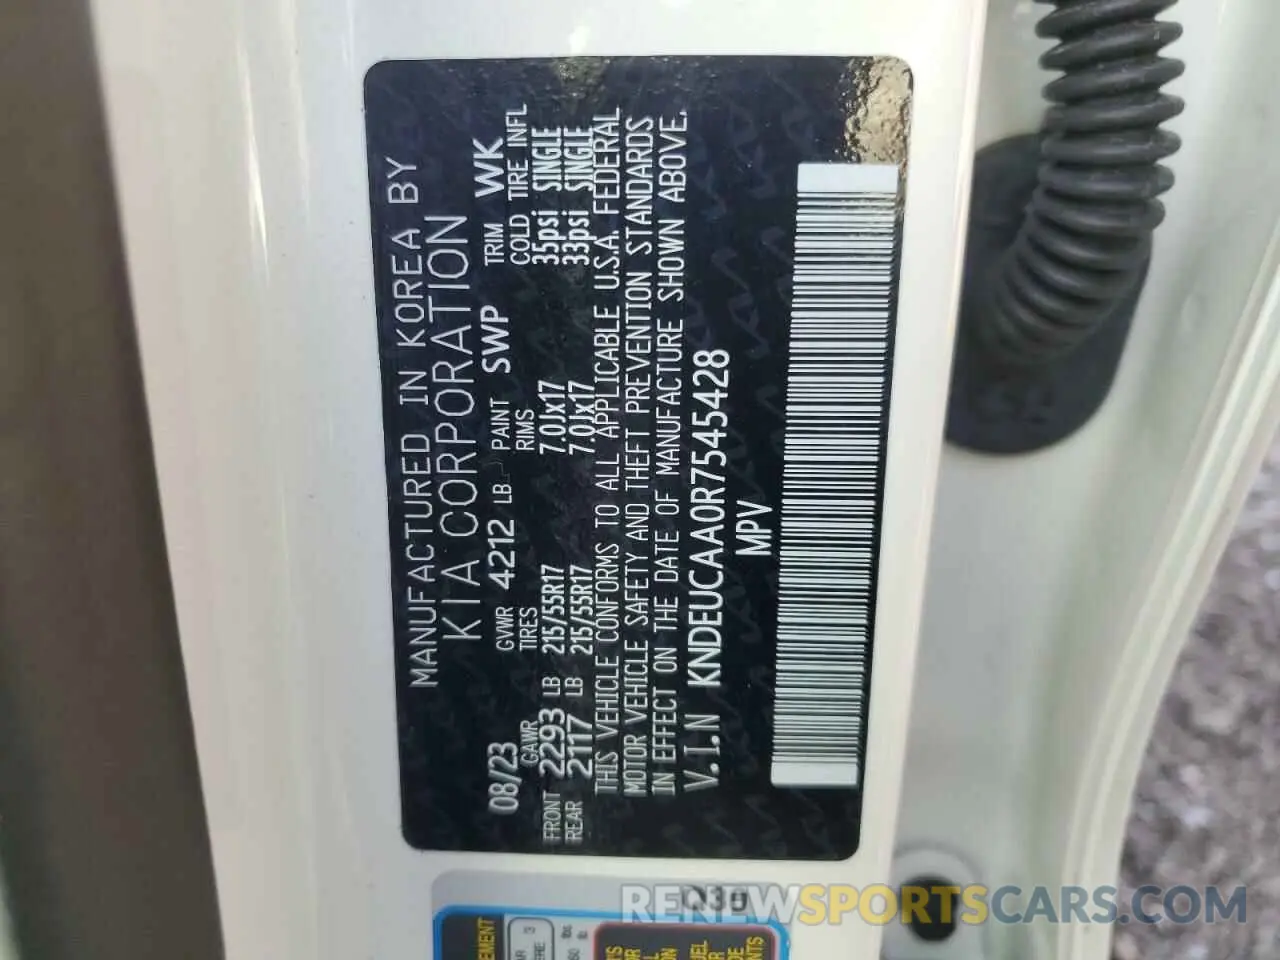 MANUFACTURED IN KOREA BY
KIA CORPORATION
08/23 GVWR 4212 LB PAINT SWP TRIM WK
GAWR TIRES RIMS COLD TIRE INFL
FRONT 2293 LB 215/55R17 7.0Jx17 35psi SINGLE
REAR 2117 LB 215/55R17 7.0Jx17 33psi SINGLE
THIS VEHICLE CONFORMS TO ALL APPLICABLE U.S.A. FEDERAL
MOTOR VEHICLE SAFETY AND THEFT PREVENTION STANDARDS
IN EFFECT ON THE DATE OF MANUFACTURE SHOWN ABOVE.
V.I.N KNDEUCAA0R7545428
MPV
RENEWSPORTSCARS.COM